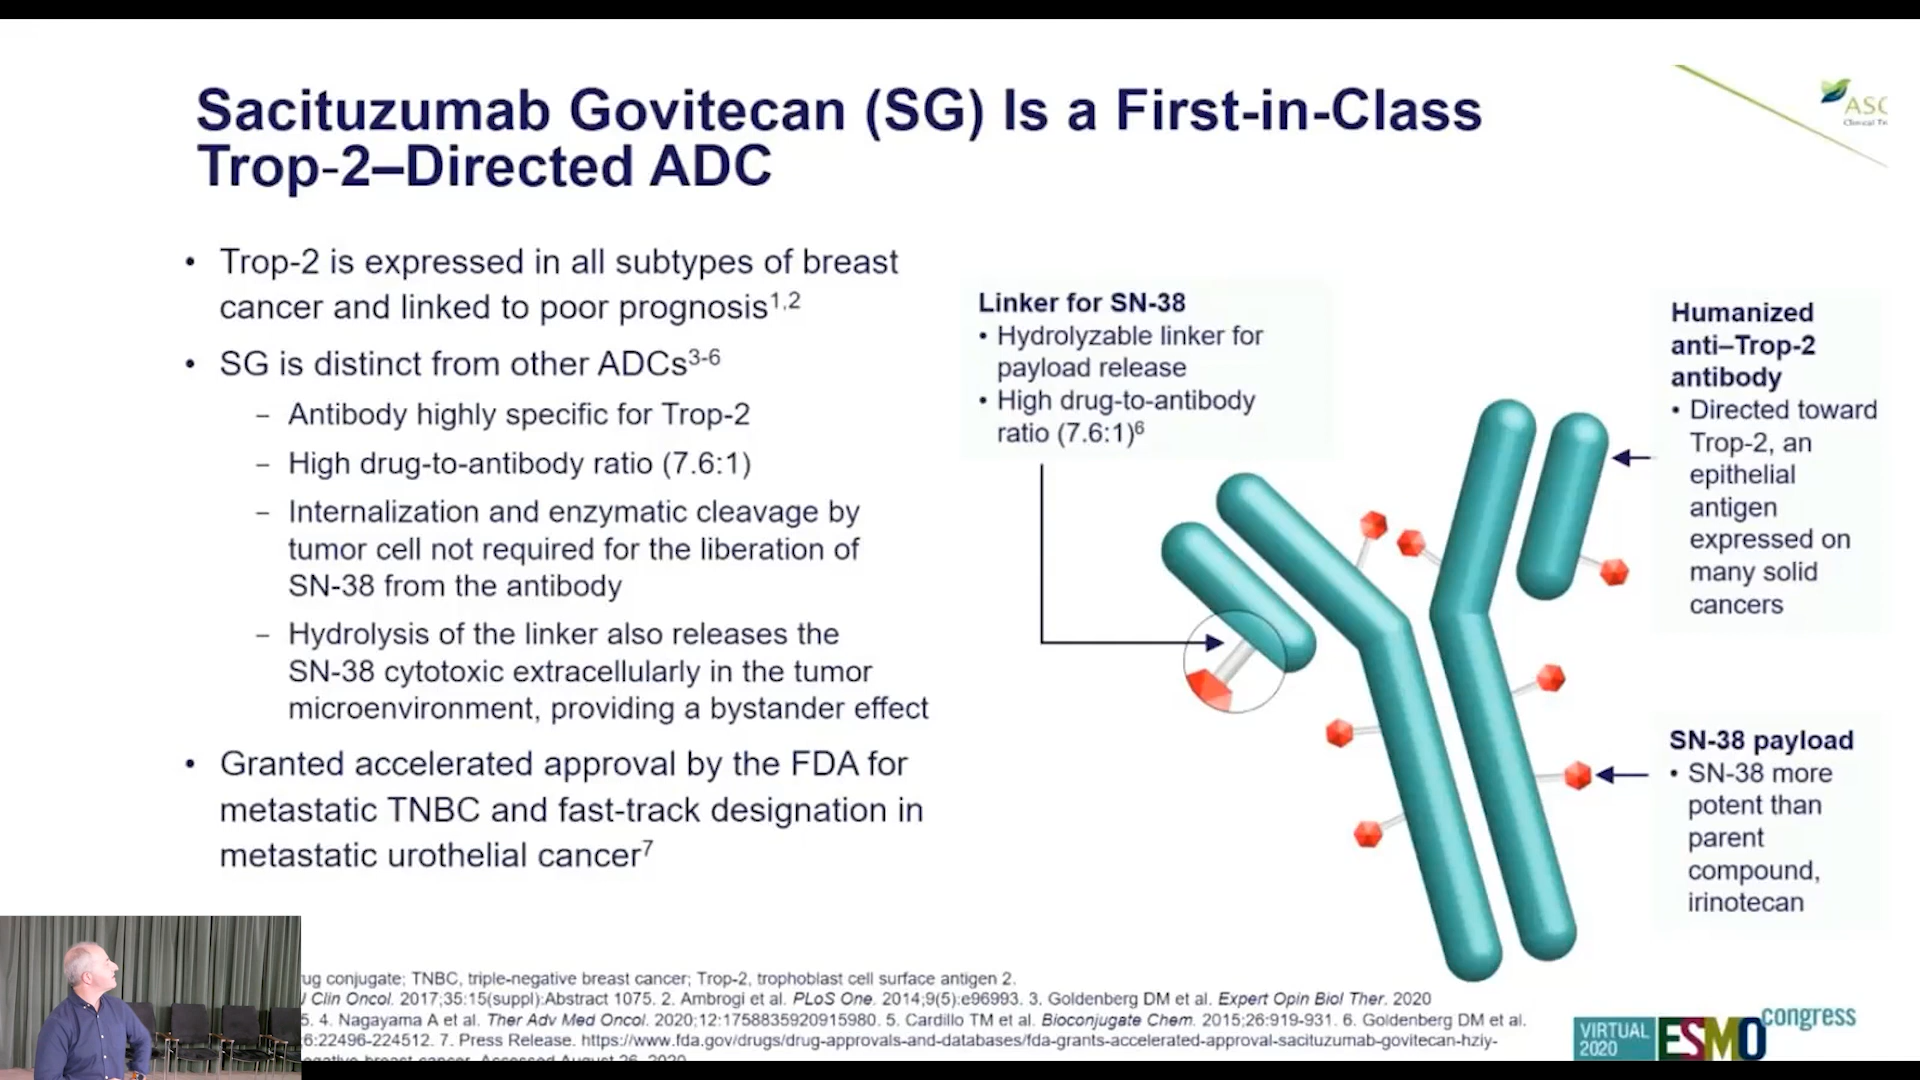 Sacituzumab Govitecan (SG) Is a First-in-Class
Trop-2–Directed ADC
ASC
Clinical Tr
• Trop-2 is expressed in all subtypes of breast
cancer and linked to poor prognosis1,2
• SG is distinct from other ADCs3-6
– Antibody highly specific for Trop-2
– High drug-to-antibody ratio (7.6:1)
– Internalization and enzymatic cleavage by
tumor cell not required for the liberation of
SN-38 from the antibody
– Hydrolysis of the linker also releases the
SN-38 cytotoxic extracellularly in the tumor
microenvironment, providing a bystander effect
• Granted accelerated approval by the FDA for
metastatic TNBC and fast-track designation in
metastatic urothelial cancer7
Linker for SN-38
• Hydrolyzable linker for
payload release
• High drug-to-antibody
ratio (7.6:1)6
Humanized
anti–Trop-2
antibody
• Directed toward
Trop-2, an
epithelial
antigen
expressed on
many solid
cancers
SN-38 payload
• SN-38 more
potent than
parent
compound,
irinotecan
ug conjugate; TNBC, triple-negative breast cancer; Trop-2, trophoblast cell surface antigen 2.
Clin Oncol. 2017;35:15(suppl):Abstract 1075. 2. Ambrogi et al. PLoS One. 2014;9(5):e96993. 3. Goldenberg DM et al. Expert Opin Biol Ther. 2020
5. 4. Nagayama A et al. Ther Adv Med Oncol. 2020;12:1758835920915980. 5. Cardillo TM et al. Bioconjugate Chem. 2015;26:919-931. 6. Goldenberg DM et al.
6:22496-224512. 7. Press Release. https://www.fda.gov/drugs/drug-approvals-and-databases/fda-grants-accelerated-approval-sacituzumab-govitecan-hziy-
egative breast cancer. Accessed August 26, 2020
VIRTUAL
2020
ESMO congress